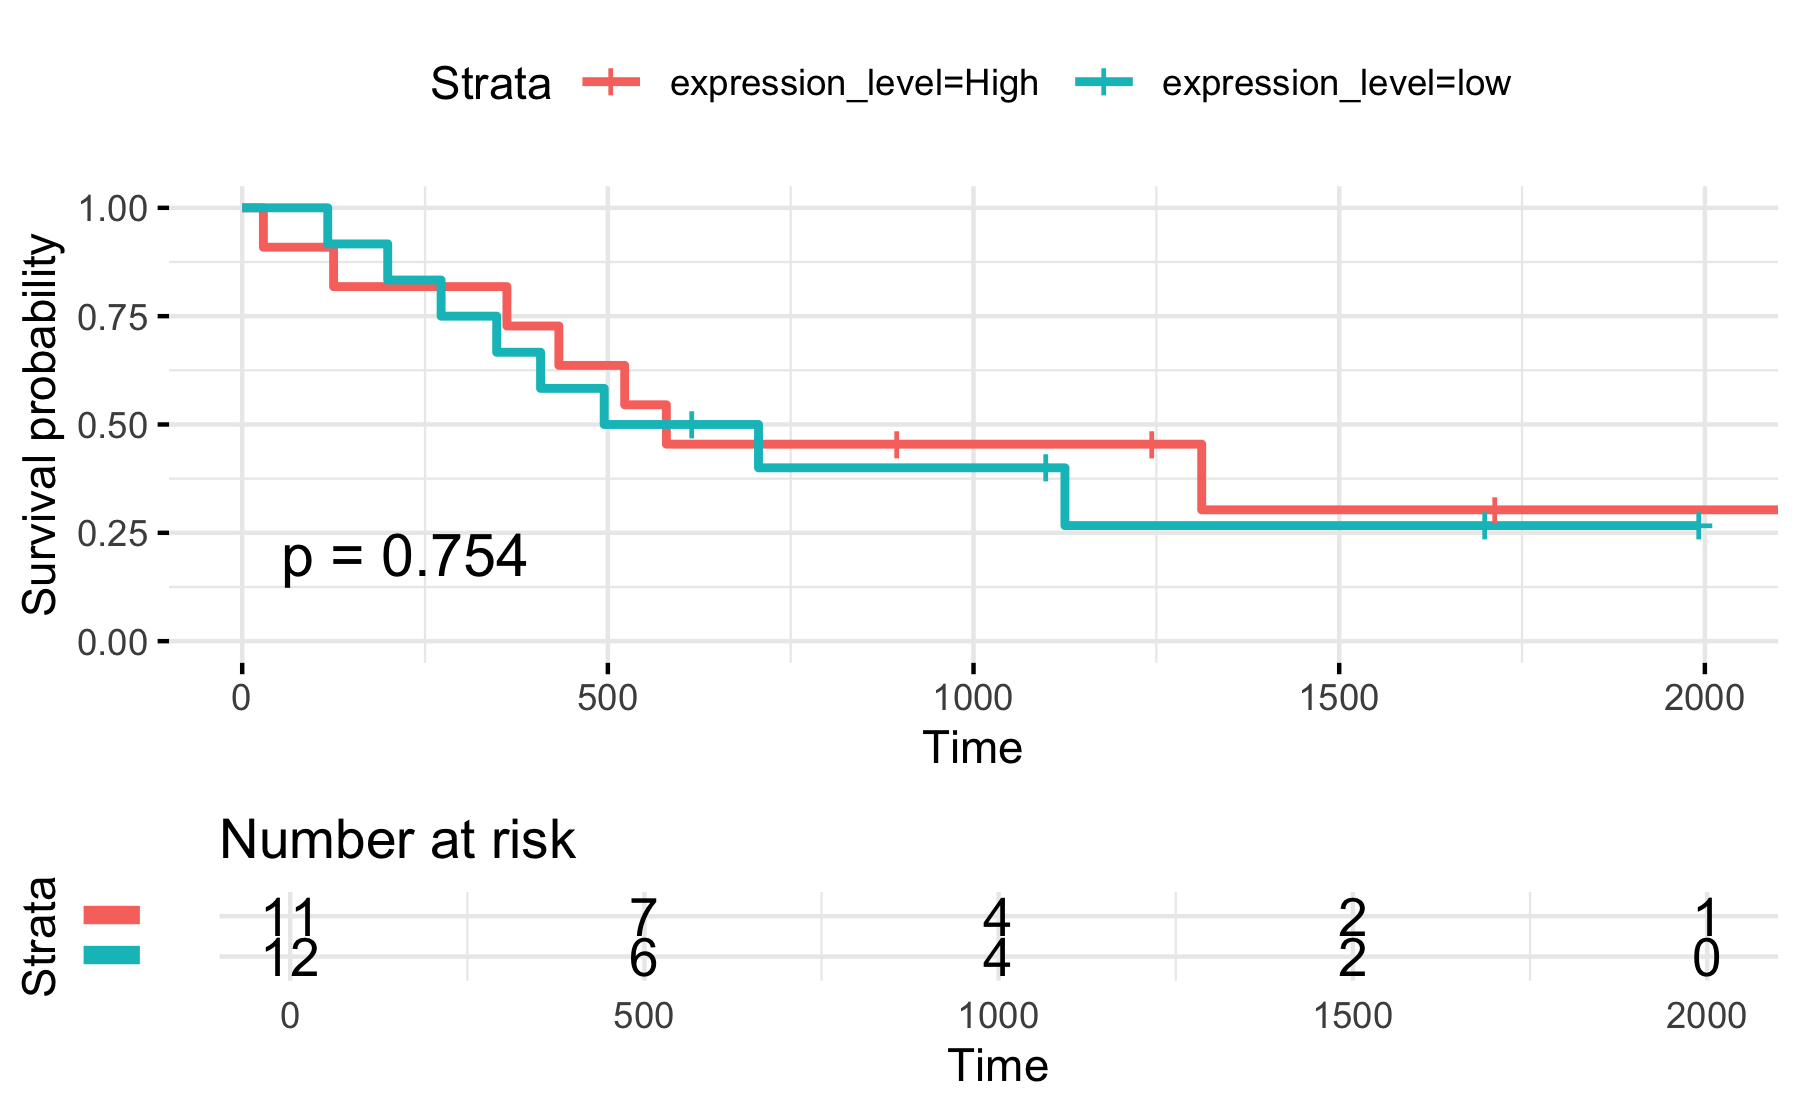 Strata expression_level=High expression_level=low
Survival probability
1.00
0.75
0.50
0.25
0.00
p = 0.754
0 500 1000 1500 2000
Time
Number at risk
Strata
11 7 4 2 1
12 6 4 2 0
0 500 1000 1500 2000
Time